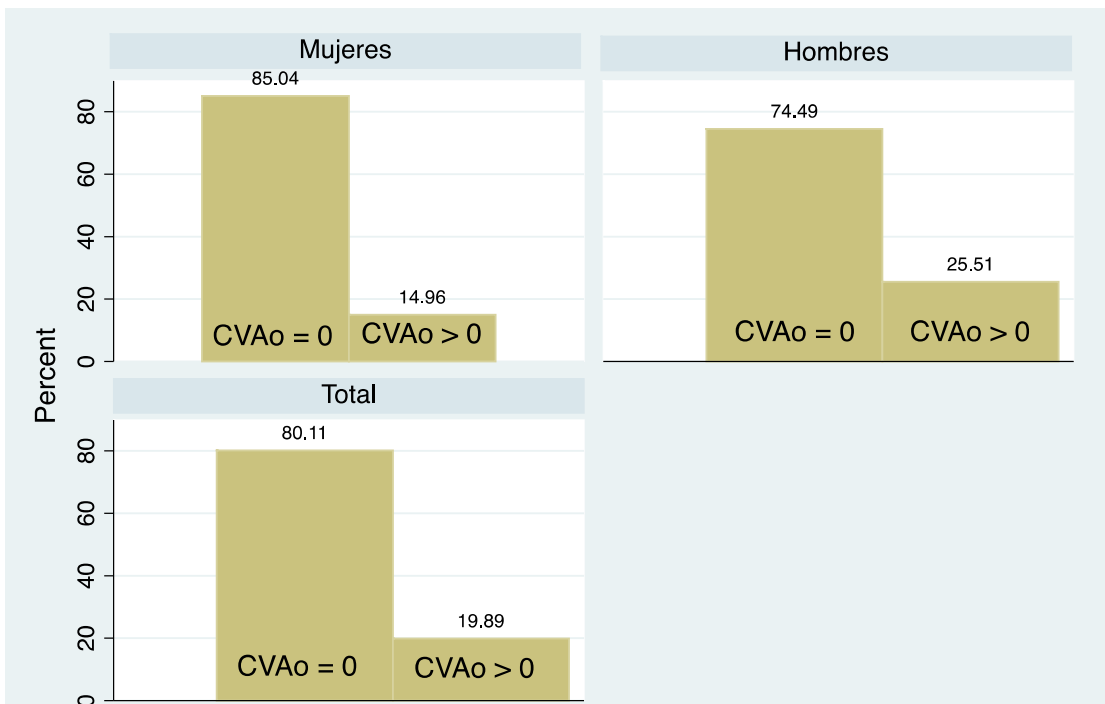 Mujeres
Hombres
85.04
14.96
CVAo = 0
CVAo > 0
74.49
25.51
CVAo = 0
CVAo > 0
0
20
40
60
80
Percent
Total
80.11
19.89
CVAo = 0
CVAo > 0
0
20
40
60
80